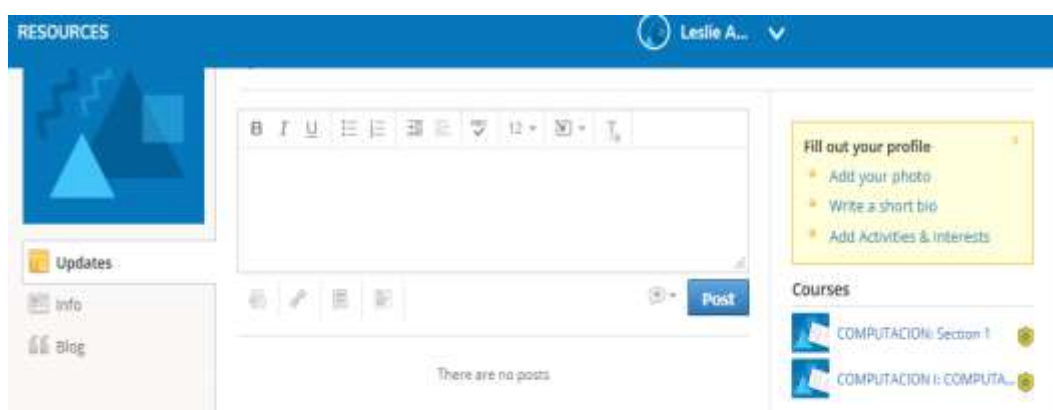 RESOURCES
Leslie A...
B I U 12
Fill out your profile
Add your photo
Write a short bio
Add Activities & Interests
Updates
Info
Blog
Post
There are no posts
Courses
COMPUTACION: Section 1
COMPUTACION I: COMPUTA...